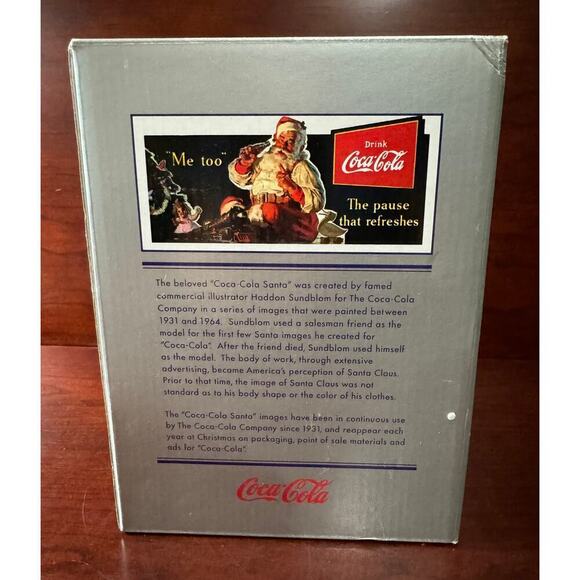 "Me too"
Drink
Coca-Cola
The pause
that refreshes
The beloved "Coca-Cola Santa" was created by famed
commercial illustrator Haddon Sundblom for The Coca-Cola
Company in a series of images that were painted between
1931 and 1964. Sundblom used a salesman friend as the
model for the first few Santa images he created for
"Coca-Cola". After the friend died, Sundblom used himself
as the model. The body of work, through extensive
advertising, became America's perception of Santa Claus.
Prior to that time, the image of Santa Claus was not
standard as to his body shape or the color of his clothes.
The "Coca-Cola Santa" images have been in continuous use
by The Coca-Cola Company since 1931, and reappear each
year at Christmas on packaging, point of sale materials and
ads for "Coca-Cola".
Coca-Cola